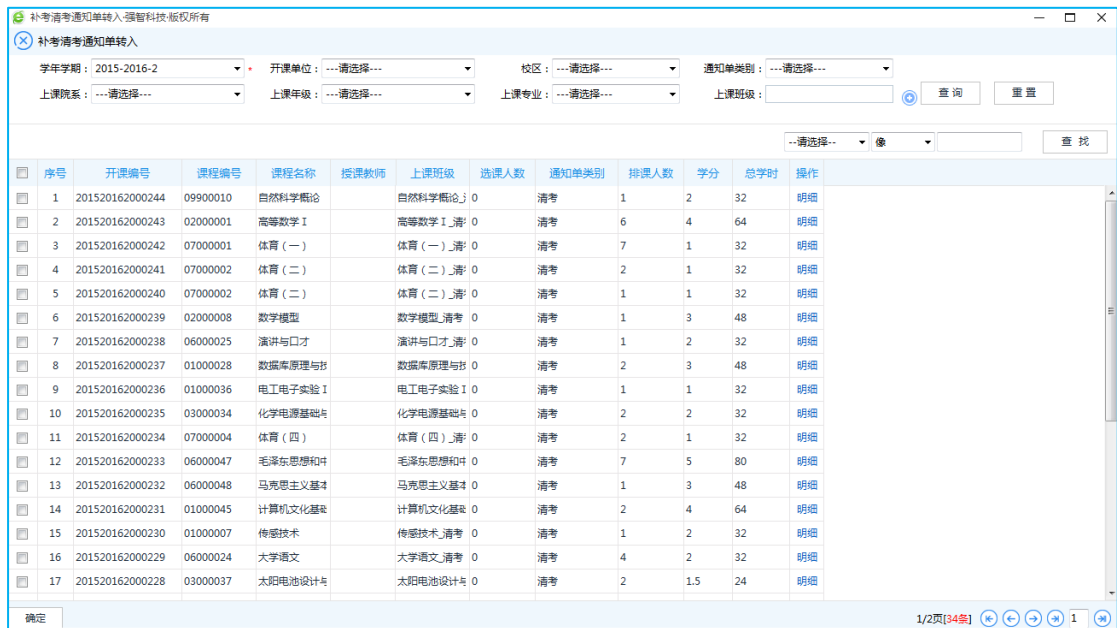 补考清考通知单转入-强智科技·版权所有
补考清考通知单转入
学年学期： 2015-2016-2 * 开课单位： ---请选择--- 校区： ---请选择--- 通知单类别： ---请选择---
上课院系： ---请选择--- 上课年级： ---请选择--- 上课专业： ---请选择--- 上课班级： 查 询 重 置
--请选择-- 像 查 找
序号 开课编号 课程编号 课程名称 授课教师 上课班级 选课人数 通知单类别 排课人数 学分 总学时 操作
1 201520162000244 09900010 自然科学概论 自然科学概论_ 0 清考 1 2 32 明细
2 201520162000243 02000001 高等数学 I 高等数学 I_清 0 清考 6 4 64 明细
3 201520162000242 07000001 体育（一） 体育（一）_清 0 清考 7 1 32 明细
4 201520162000241 07000002 体育（二） 体育（二）_清 0 清考 2 1 32 明细
5 201520162000240 07000002 体育（二） 体育（二）_清 0 清考 1 1 32 明细
6 201520162000239 02000008 数学模型 数学模型_清考 0 清考 1 3 48 明细
7 201520162000238 06000025 演讲与口才 演讲与口才_清 0 清考 1 2 32 明细
8 201520162000237 01000028 数据库原理与技 数据库原理与技 0 清考 2 3 48 明细
9 201520162000236 01000036 电工电子实验 I 电工电子实验 I 0 清考 1 1 32 明细
10 201520162000235 03000034 化学电源基础与 化学电源基础与 0 清考 2 2 32 明细
11 201520162000234 07000004 体育（四） 体育（四）_清 0 清考 2 1 32 明细
12 201520162000233 06000047 毛泽东思想和中 毛泽东思想和中 0 清考 7 5 80 明细
13 201520162000232 06000048 马克思主义基本 马克思主义基本 0 清考 1 3 48 明细
14 201520162000231 01000045 计算机文化基础 计算机文化基础 0 清考 2 4 64 明细
15 201520162000230 01000007 传感技术 传感技术_清考 0 清考 1 2 32 明细
16 201520162000229 06000024 大学语文 大学语文_清考 0 清考 4 2 32 明细
17 201520162000228 03000037 太阳电池设计与 太阳电池设计与 0 清考 2 1.5 24 明细
确定 1/2页[34条] 1